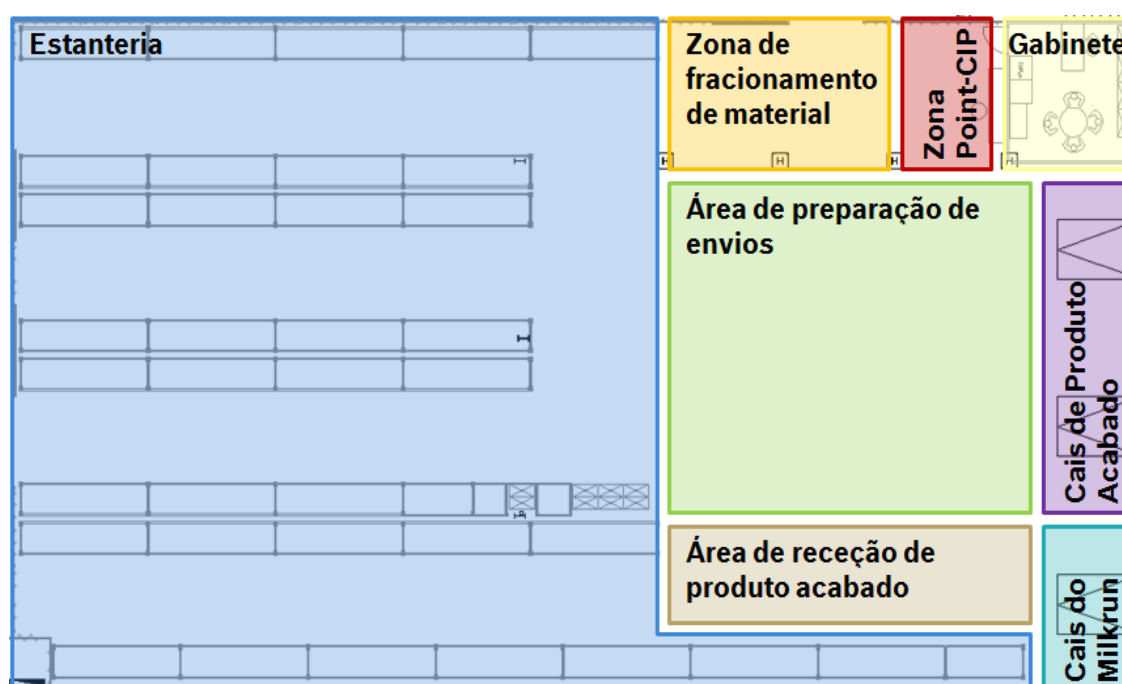 Estanteria
Zona de
fracionamento
de material
Zona
Point-CIP
Gabinete
H
H
H
H
Área de preparação de
envios
Cais de Produto
Acabado
Área de receção de
produto acabado
Cais do
Milkrun